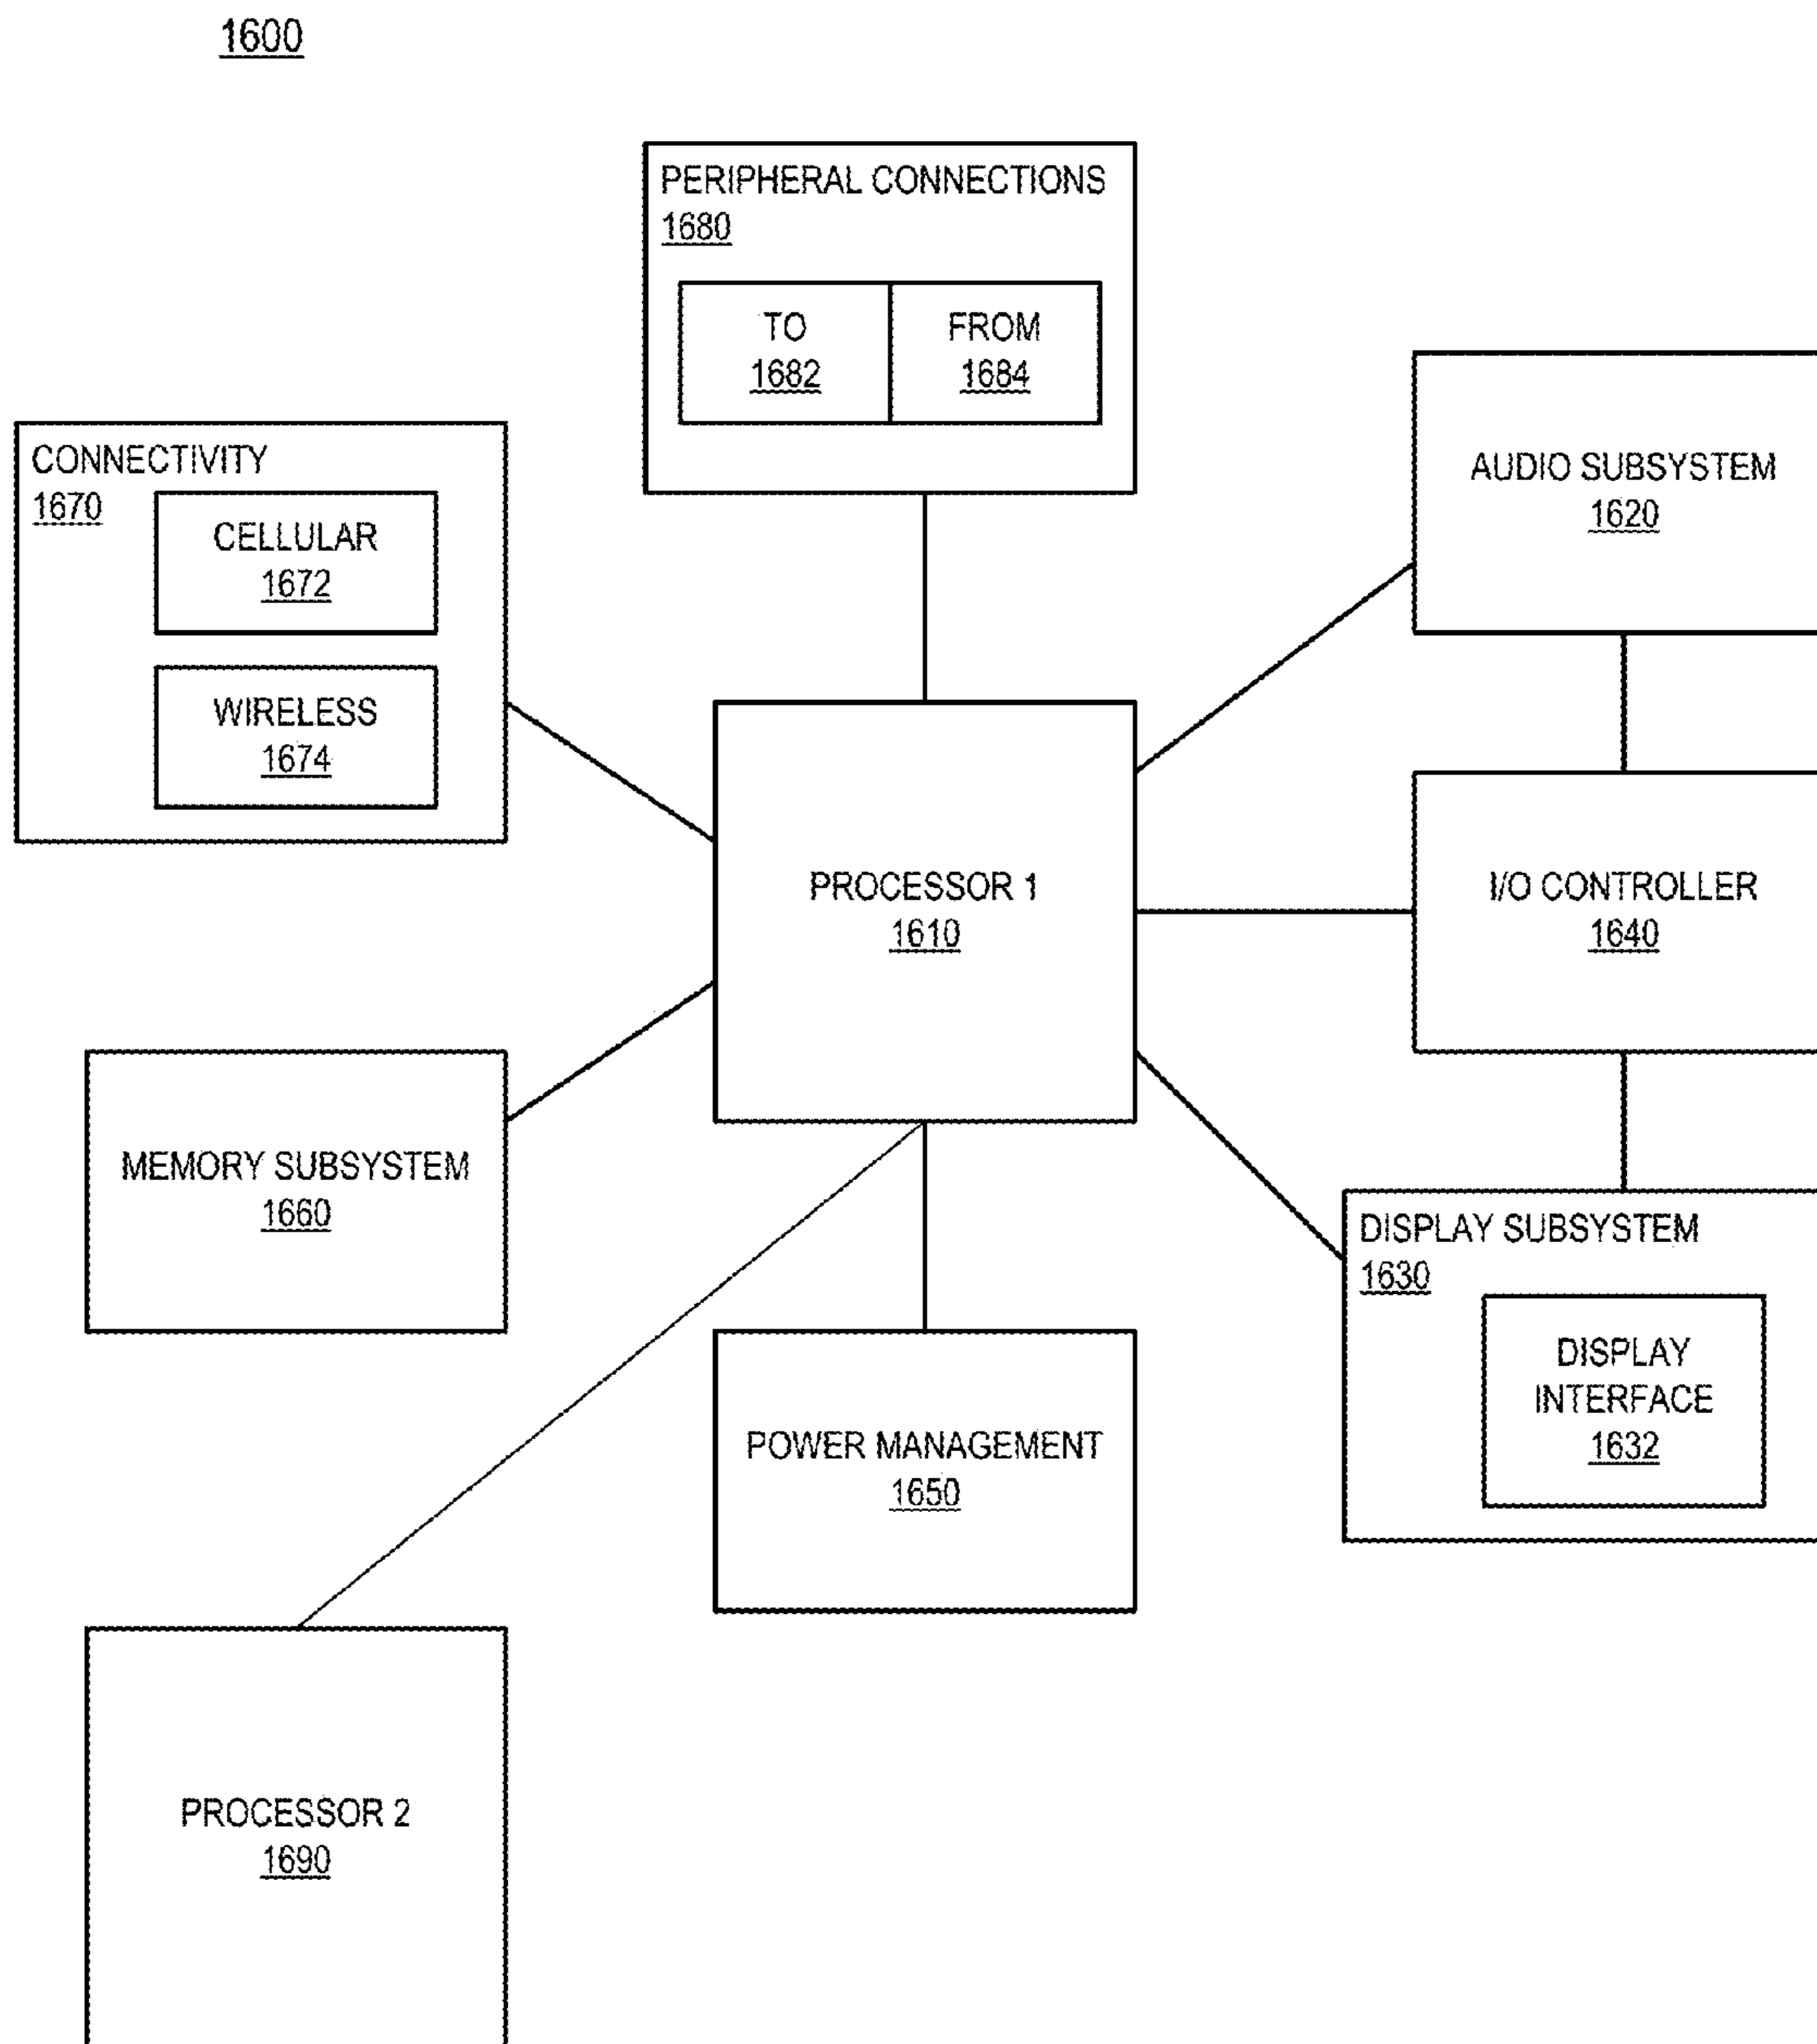 1600
PERIPHERAL CONNECTIONS
1680
TO
1682
FROM
1684
CONNECTIVITY
1670
CELLULAR
1672
WIRELESS
1674
AUDIO SUBSYSTEM
1620
PROCESSOR 1
1610
I/O CONTROLLER
1640
MEMORY SUBSYSTEM
1660
DISPLAY SUBSYSTEM
1630
DISPLAY
INTERFACE
1632
POWER MANAGEMENT
1650
PROCESSOR 2
1690